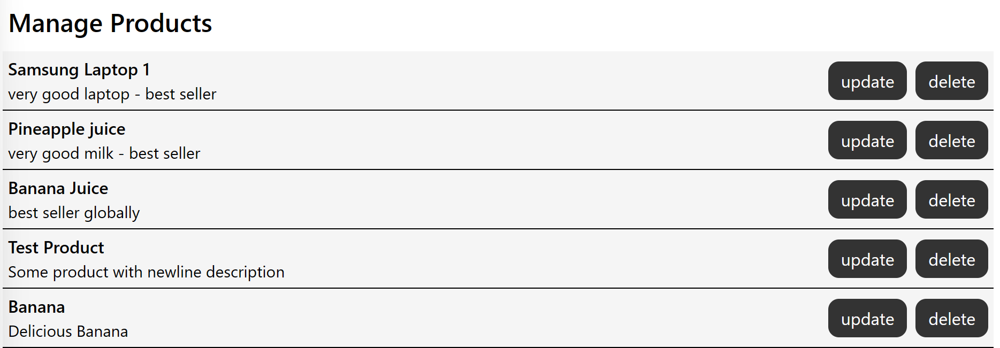 Manage Products
Samsung Laptop 1
very good laptop - best seller
update delete
Pineapple juice
very good milk - best seller
update delete
Banana Juice
best seller globally
update delete
Test Product
Some product with newline description
update delete
Banana
Delicious Banana
update delete